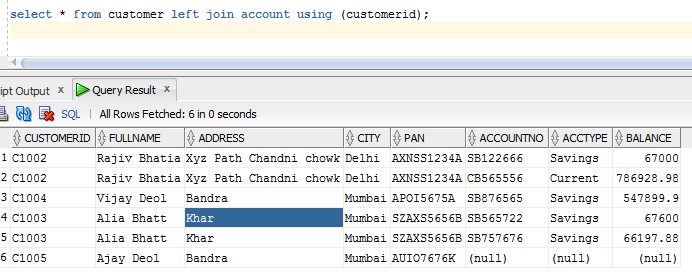 select * from customer left join account using (customerid);
ipt Output x Query Result x
SQL | All Rows Fetched: 6 in 0 seconds
CUSTOMERID FULLNAME ADDRESS CITY PAN ACCOUNTNO ACCTYPE BALANCE
1 C1002 Rajiv Bhatia Xyz Path Chandni chowk Delhi AXNSS1234A SB122666 Savings 67000
2 C1002 Rajiv Bhatia Xyz Path Chandni chowk Delhi AXNSS1234A CB565556 Current 786928.98
3 C1004 Vijay Deol Bandra Mumbai APOI5675A SB876565 Savings 547899.9
4 C1003 Alia Bhatt Khar Mumbai SZAXS5656B SB565722 Savings 67600
5 C1003 Alia Bhatt Khar Mumbai SZAXS5656B SB757676 Savings 66197.88
6 C1005 Ajay Deol Bandra Mumbai AUIO7676K (null) (null) (null)